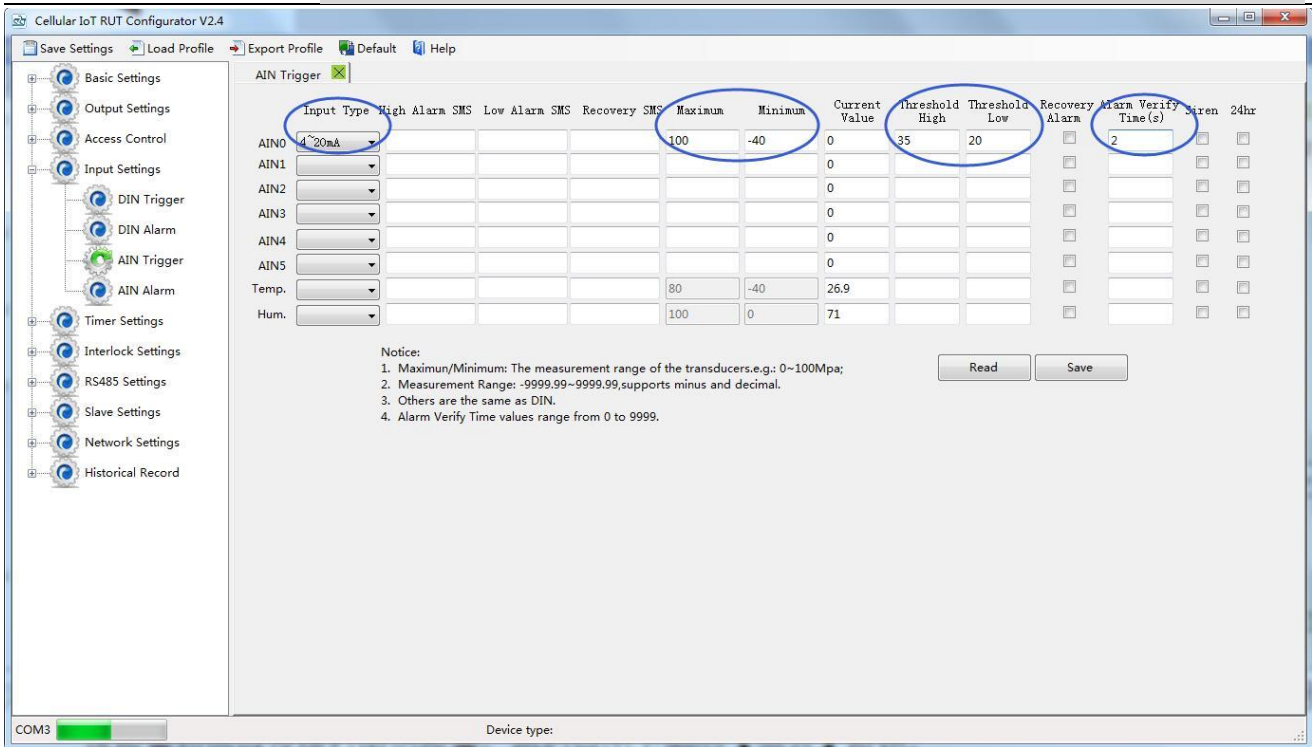 Cellular IoT RUT Configurator V2.4
Save Settings Load Profile Export Profile Default Help
Basic Settings
Output Settings
Access Control
Input Settings
DIN Trigger
DIN Alarm
AIN Trigger
AIN Alarm
Timer Settings
Interlock Settings
RS485 Settings
Slave Settings
Network Settings
Historical Record
AIN Trigger
Input Type High Alarm SMS Low Alarm SMS Recovery SMS Maximum Minimum Current Value Threshold High Threshold Low Recovery Alarm Alarm Verify Time(s) Siren 24hr
AIN0 4~20mA 100 -40 0 35 20 2
AIN1 0
AIN2 0
AIN3 0
AIN4 0
AIN5 0
Temp. 80 -40 26.9
Hum. 100 0 71
Notice:
1. Maximun/Minimum: The measurement range of the transducers.e.g.: 0~100Mpa;
2. Measurement Range: -9999.99~9999.99,supports minus and decimal.
3. Others are the same as DIN.
4. Alarm Verify Time values range from 0 to 9999.
Read Save
COM3 Device type: